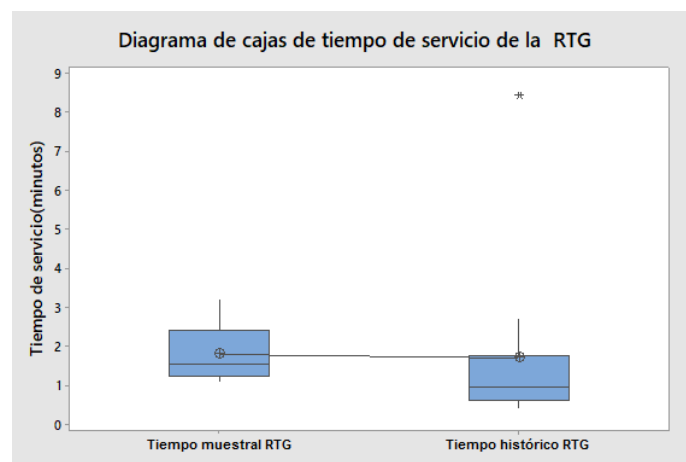 Diagrama de cajas de tiempo de servicio de la RTG
Tiempo de servicio(minutos)
9
8
7
6
5
4
3
2
1
0
Tiempo muestral RTG
Tiempo histórico RTG